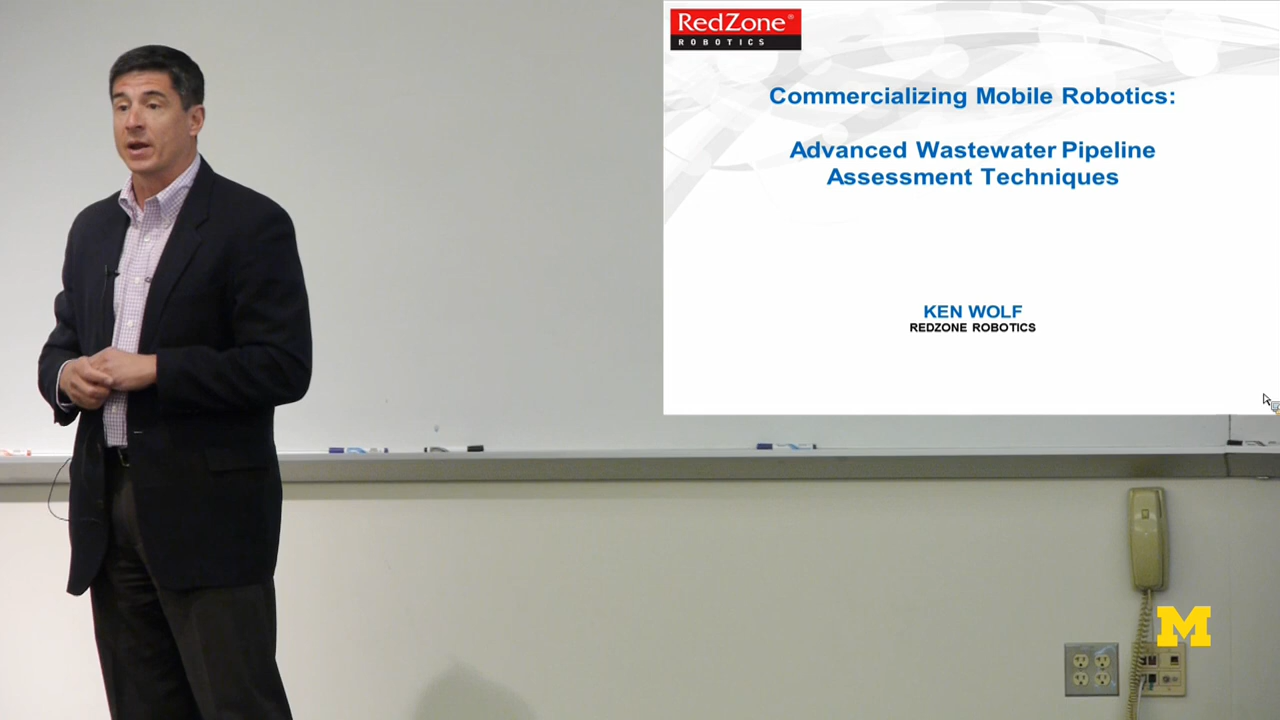 RedZone®
ROBOTICS
Commercializing Mobile Robotics:
Advanced Wastewater Pipeline
Assessment Techniques
KEN WOLF
REDZONE ROBOTICS
M